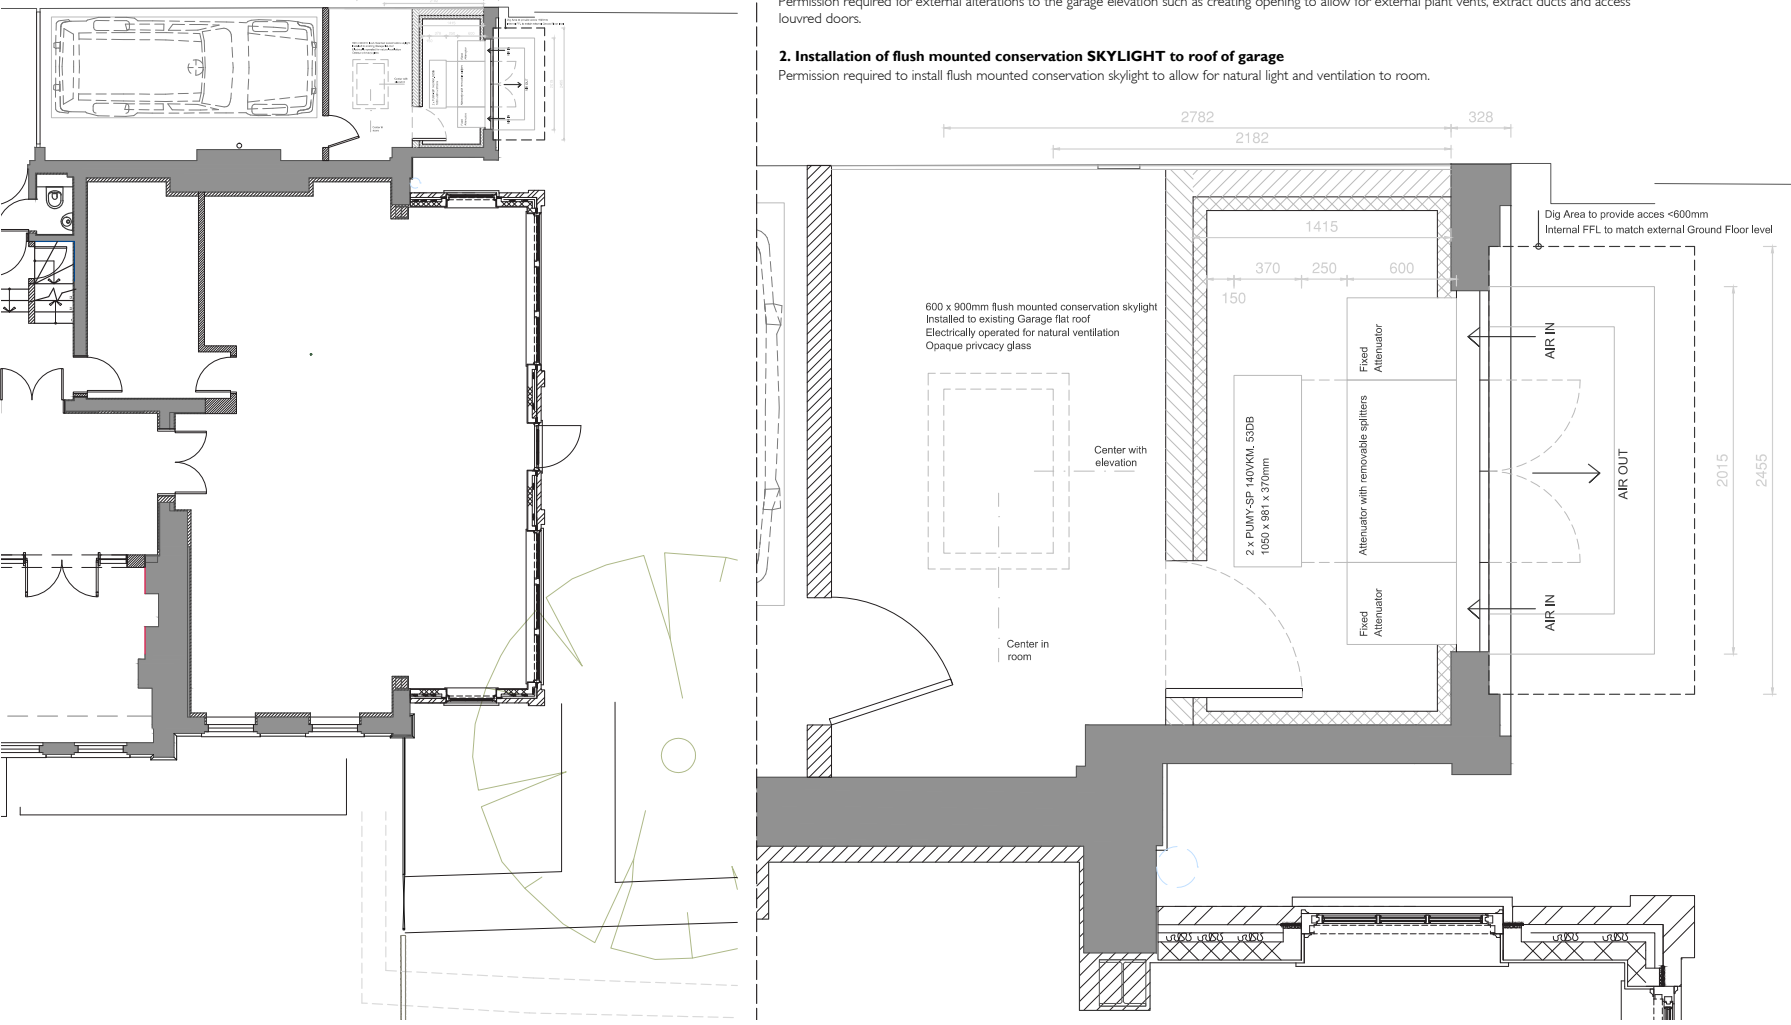 Permission required for external alterations to the garage elevation such as creating opening to allow for external plant vents, extract ducts and access
louvred doors.
2. Installation of flush mounted conservation SKYLIGHT to roof of garage
Permission required to install flush mounted conservation skylight to allow for natural light and ventilation to room.
2782
328
2182
Dig Area to provide acces <600mm
Internal FFL to match external Ground Floor level
1415
370
250
600
150
600 x 900mm flush mounted conservation skylight
Installed to existing Garage flat roof
Electrically operated for natural ventilation
Opaque privcacy glass
Fixed
Attenuator
AIR IN
Center with
elevation
2 x PUMY-SP 140VKM. 53DB
1050 x 981 x 370mm
Attenuator with removable splitters
AIR OUT
2015
2455
Fixed
Attenuator
AIR IN
Center in
room